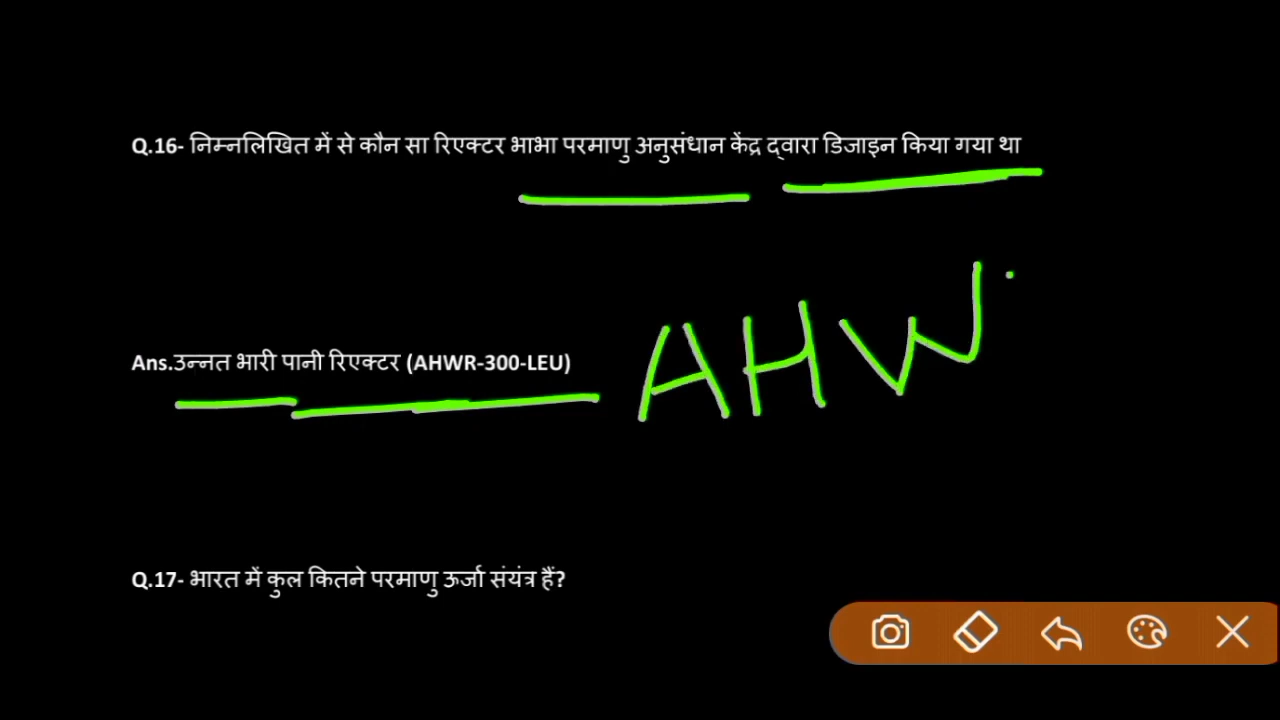 Q.16- निम्नलिखित में से कौन सा रिएक्टर भाभा परमाणु अनुसंधान केंद्र द्वारा डिजाइन किया गया था
AHW
Ans.उन्नत भारी पानी रिएक्टर (AHWR-300-LEU)
Q.17- भारत में कुल कितने परमाणु ऊर्जा संयंत्र हैं?